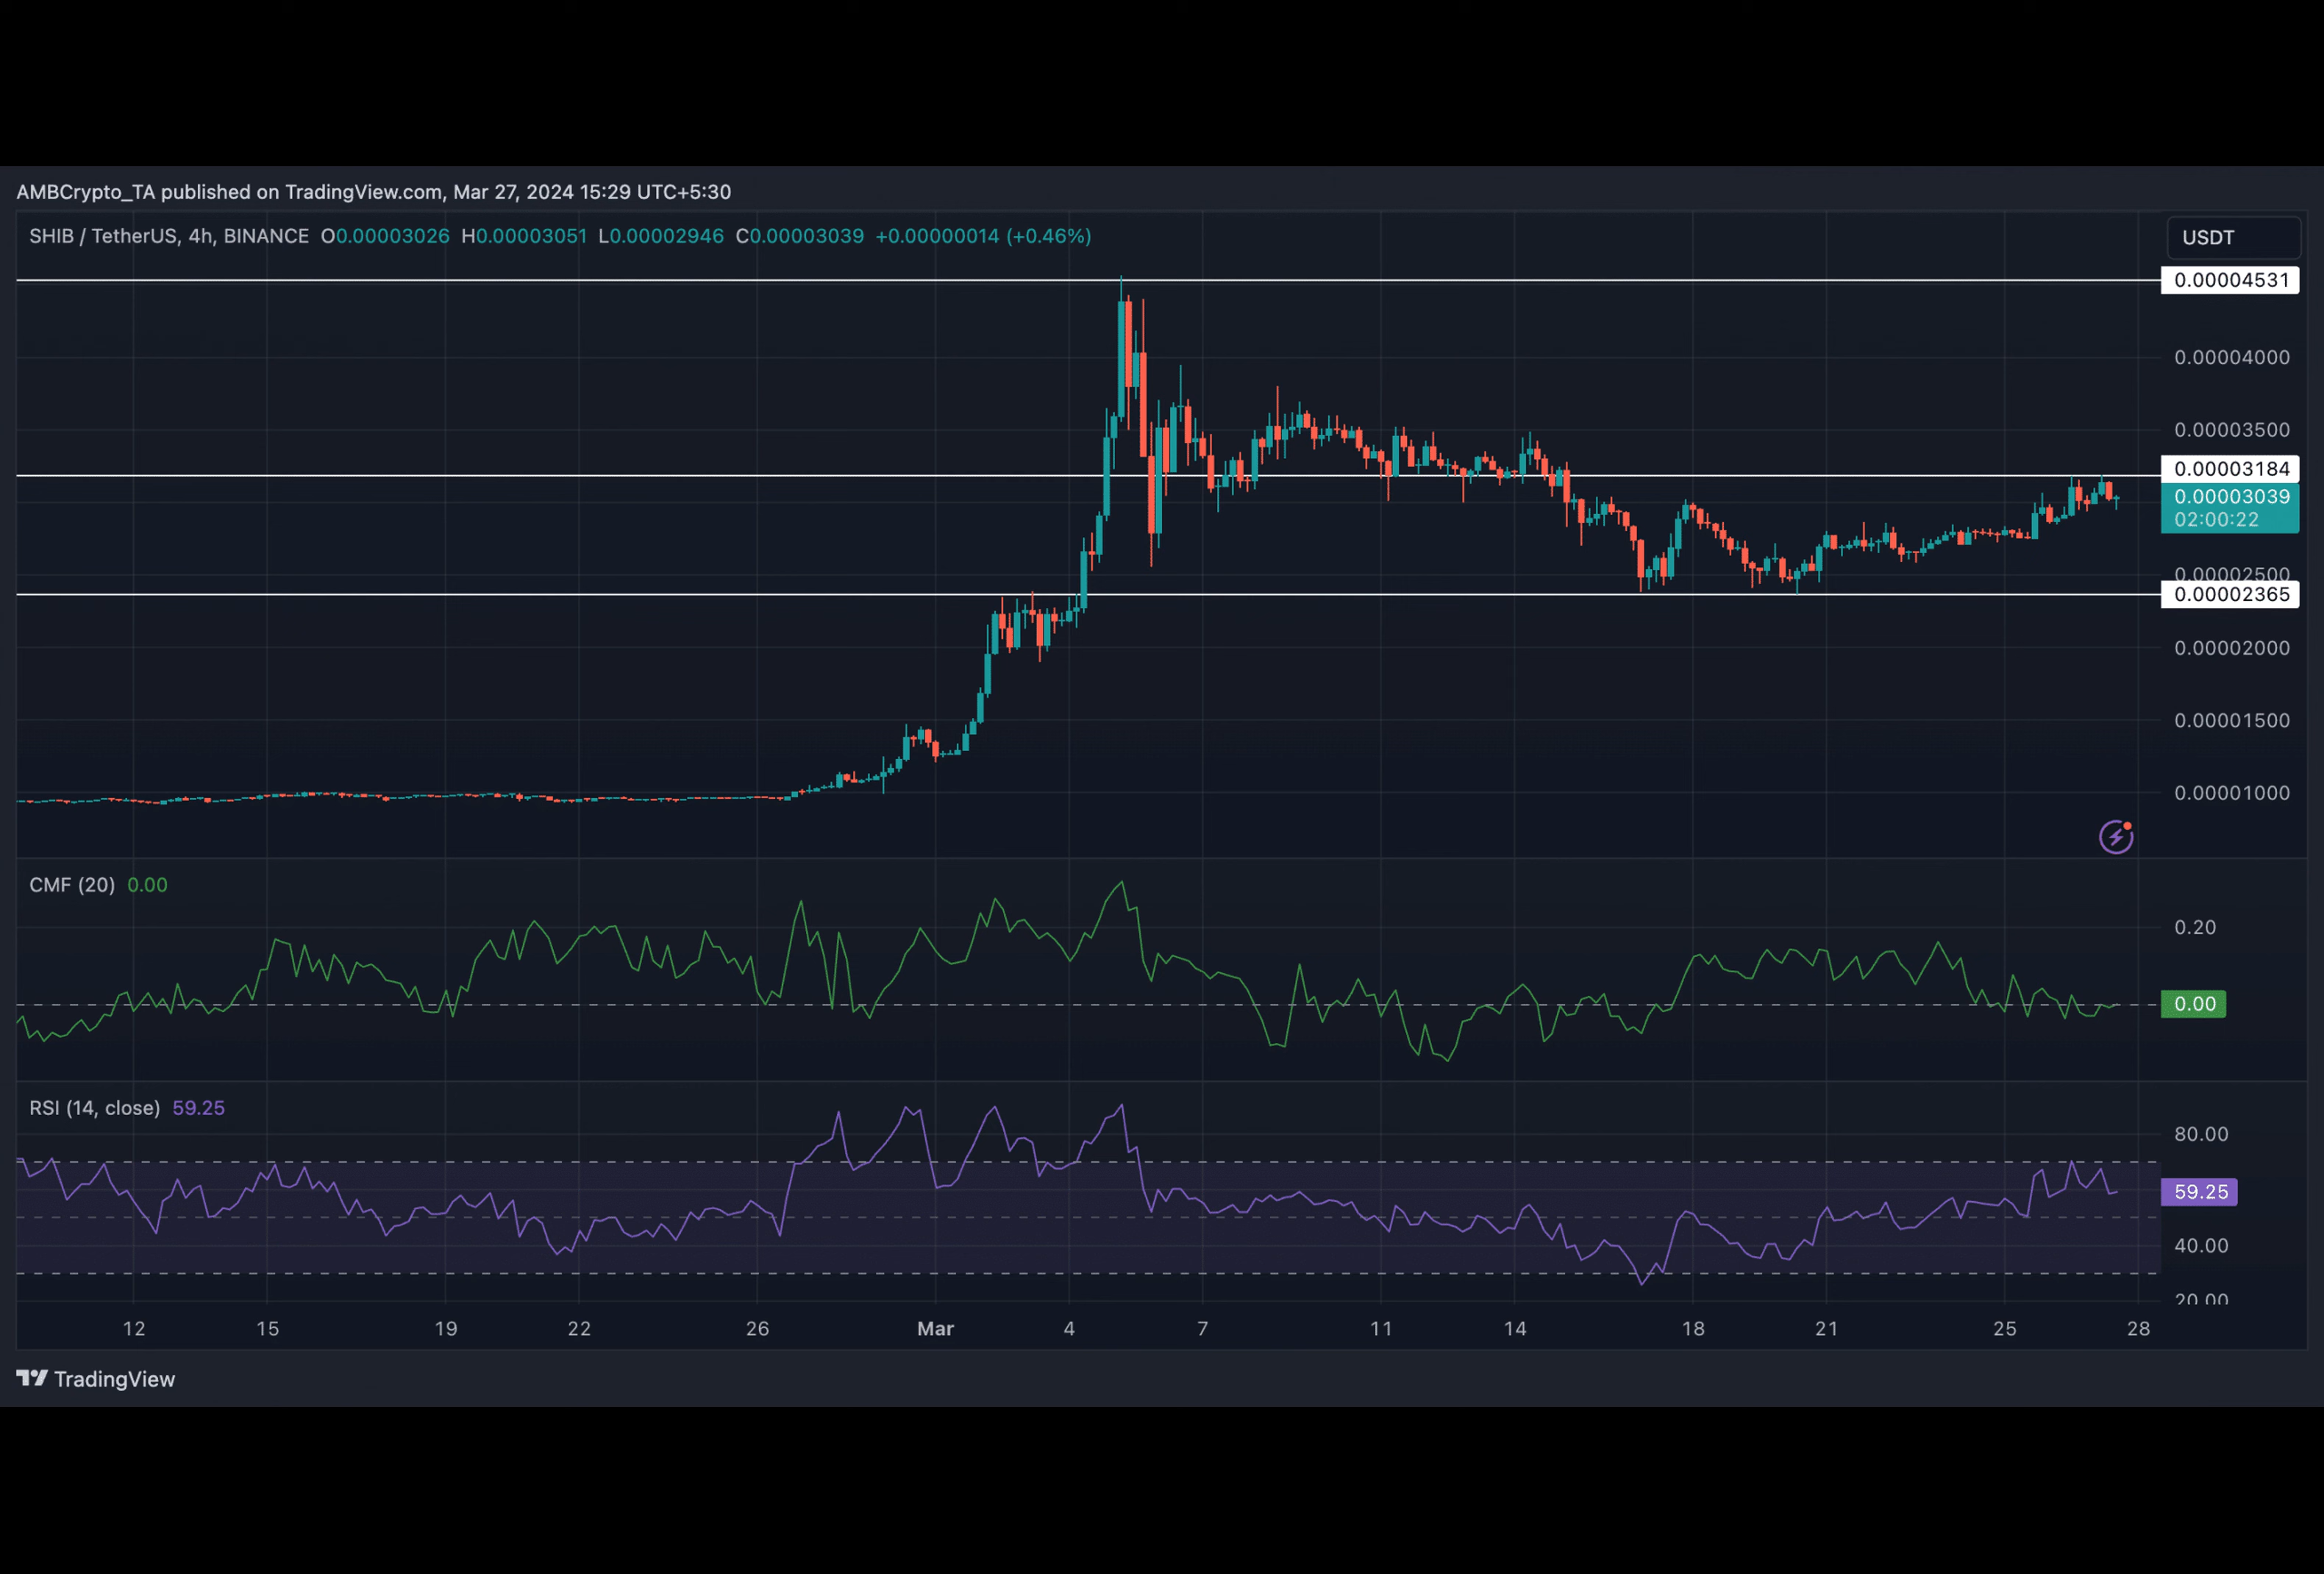 AMBCrypto_TA published on TradingView.com, Mar 27, 2024 15:29 UTC+5:30
SHIB / TetherUS, 4h, BINANCE O0.00003026 H0.00003051 L0.00002946 C0.00003039 +0.00000014 (+0.46%)
USDT
0.00004531
0.00004000
0.00003500
0.00003184
0.00003039
02:00:22
0.00002500
0.00002365
0.00002000
0.00001500
0.00001000
CMF (20) 0.00
0.20
0.00
RSI (14, close) 59.25
80.00
59.25
40.00
20.00
12 15 19 22 26 Mar 4 7 11 14 18 21 25 28
TradingView